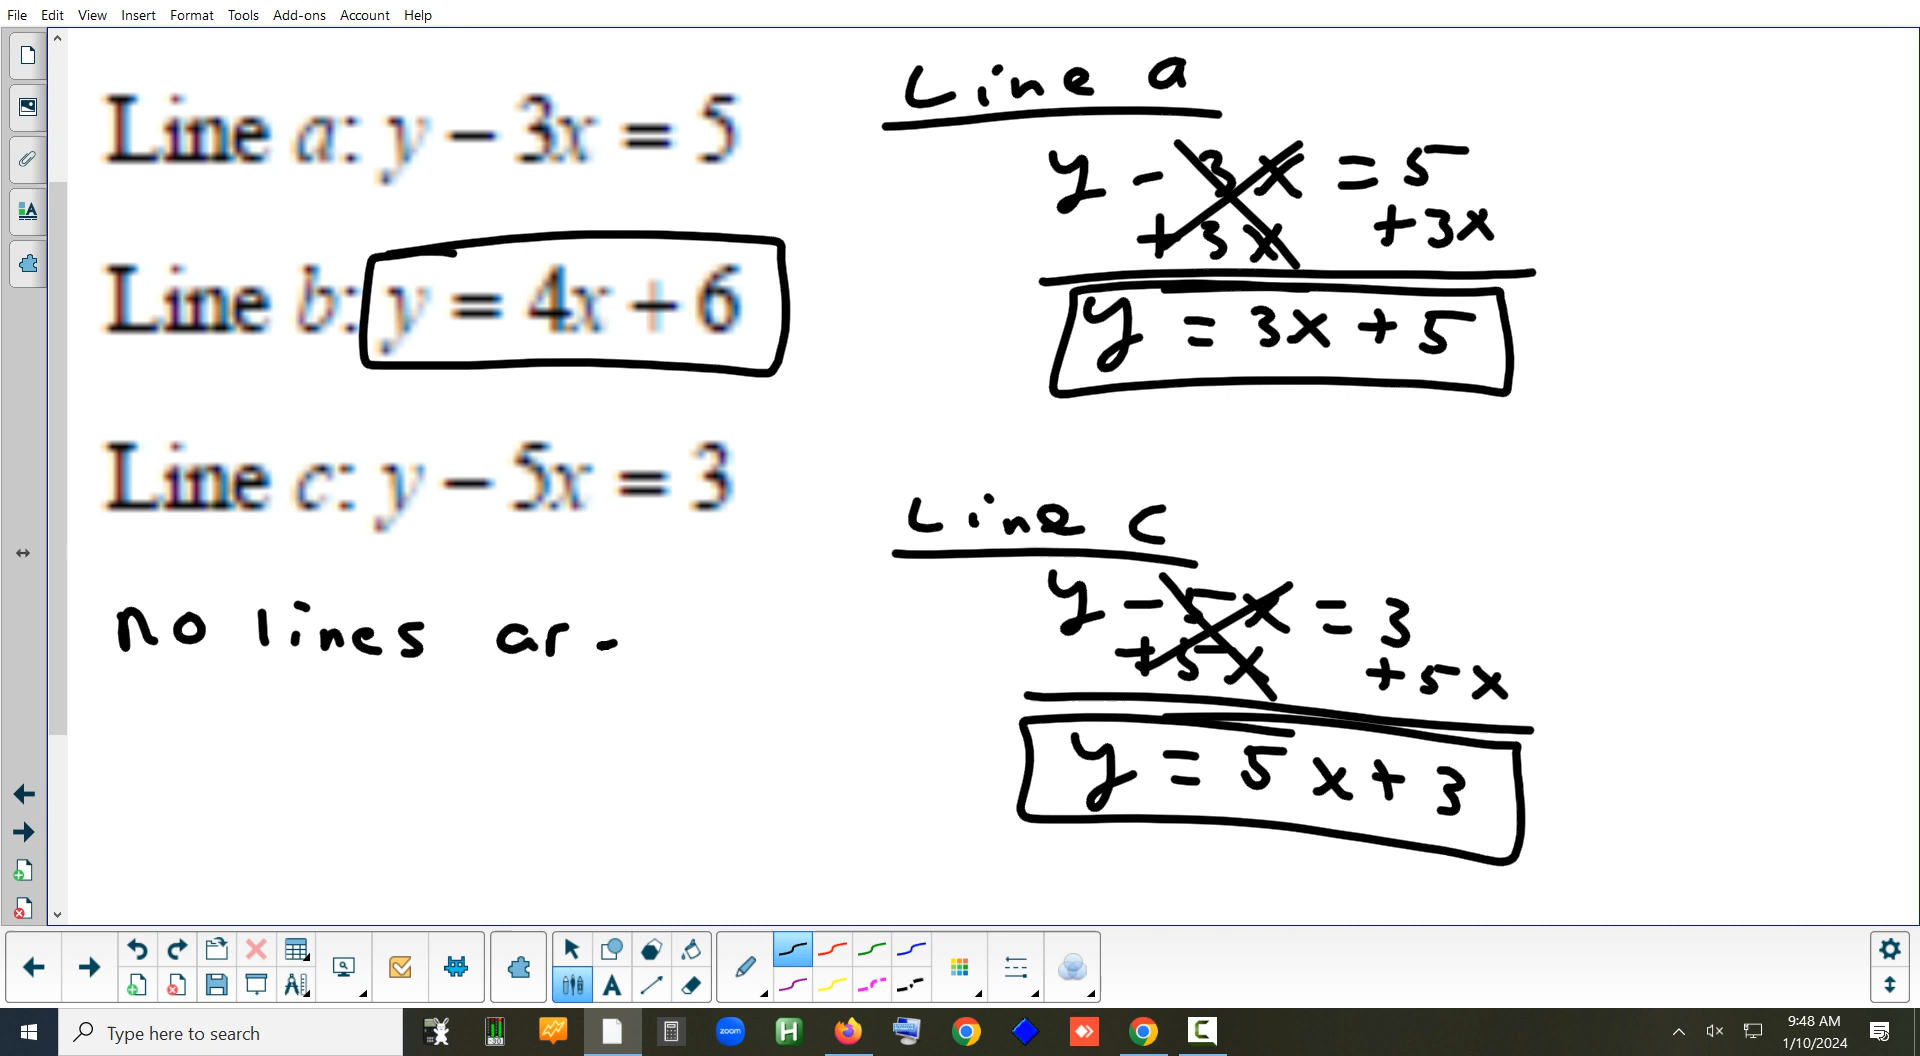 File Edit View Insert Format Tools Add-ons Account Help
Line a: y – 3x = 5
Line b: y = 4x + 6
Line c: y – 5x = 3
no lines ar
Line a
y - 3x = 5
+3x +3x
y = 3x + 5
Line c
y - 5x = 3
+5x +5x
y = 5x + 3
Type here to search
zoom
9:48 AM
1/10/2024